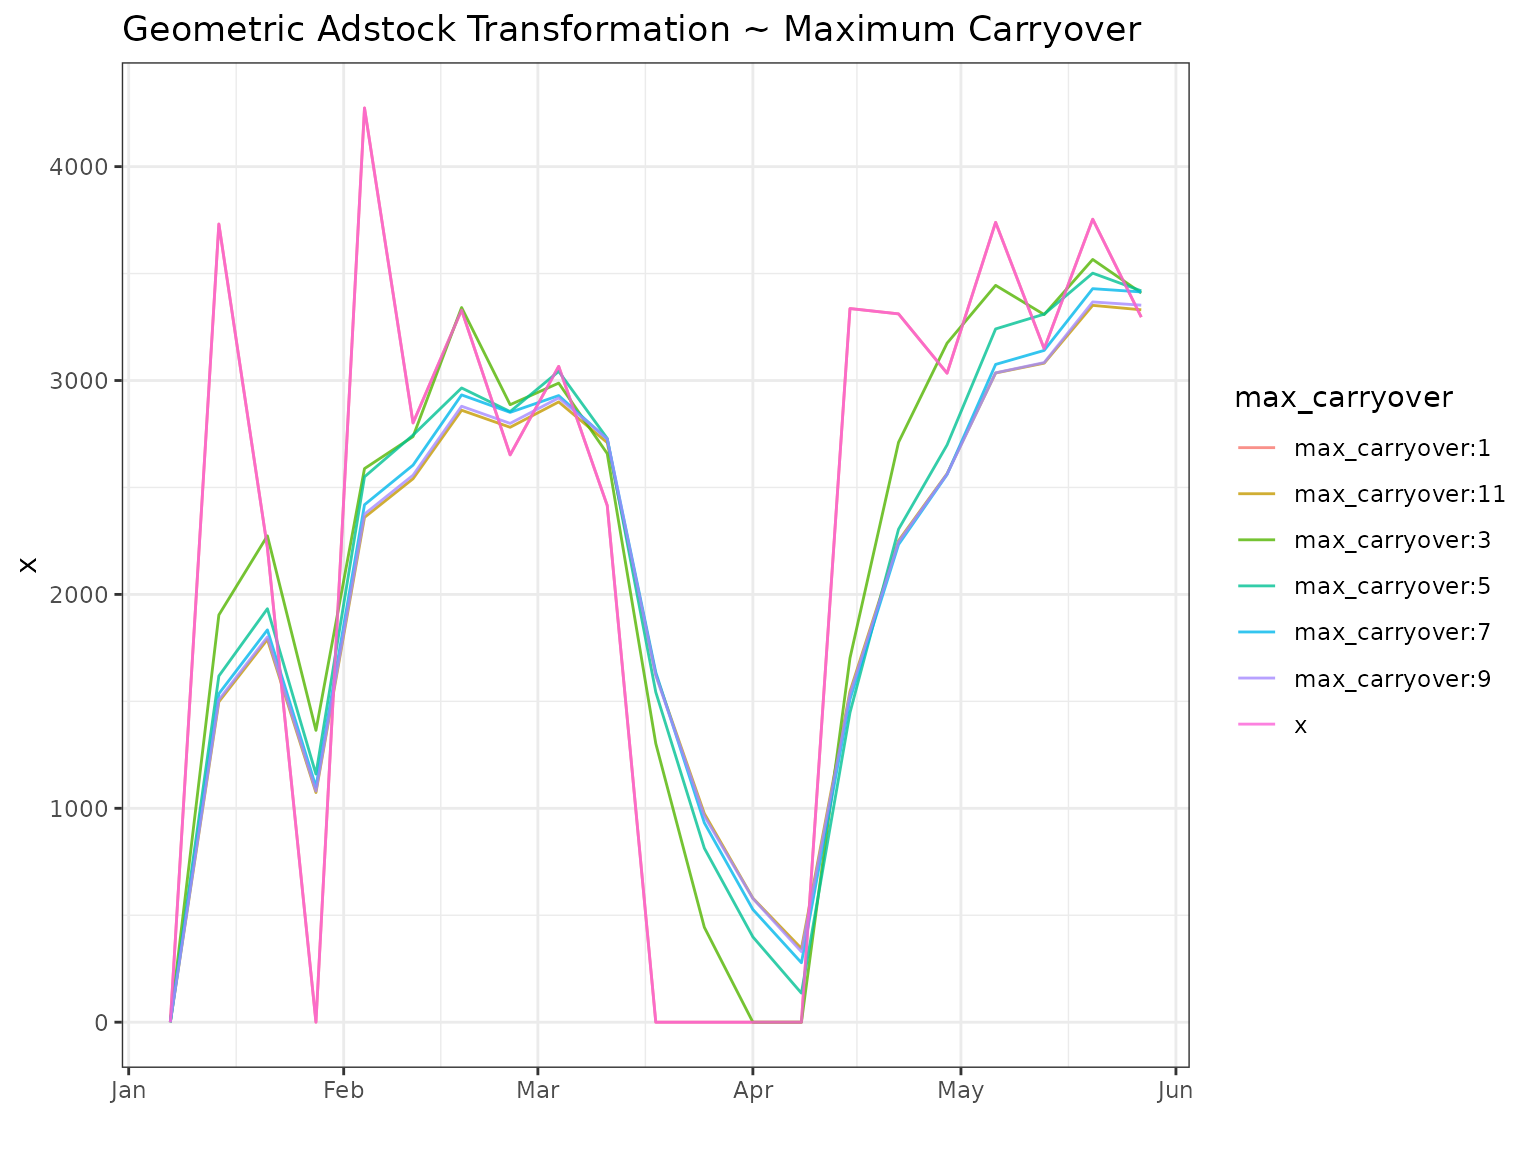 Geometric Adstock Transformation ~ Maximum Carryover
4000
3000
2000
1000
0
x
Jan
Feb
Mar
Apr
May
Jun
max_carryover
max_carryover:1
max_carryover:11
max_carryover:3
max_carryover:5
max_carryover:7
max_carryover:9
x